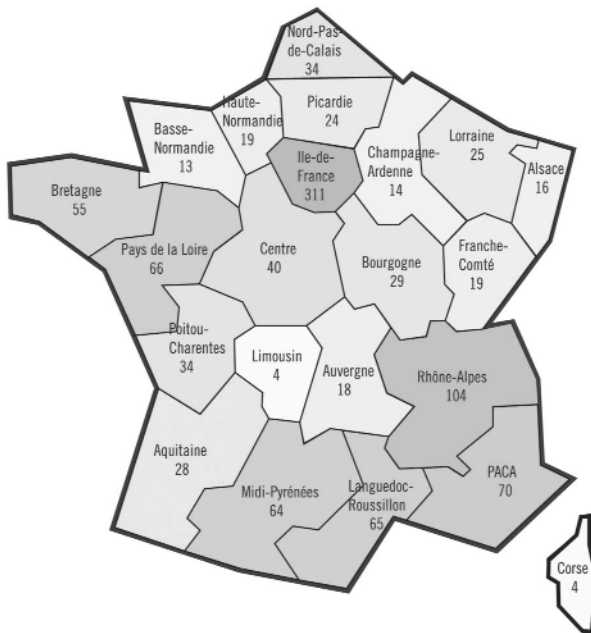 Nord-Pas-
de-Calais
34
Haute-
Normandie
19
Picardie
24
Basse-
Normandie
13
Ile-de-
France
311
Champagne-
Ardenne
14
Lorraine
25
Alsace
16
Bretagne
55
Pays de la Loire
66
Centre
40
Bourgogne
29
Franche-
Comté
19
Poitou-
Charentes
34
Limousin
4
Auvergne
18
Rhône-Alpes
104
Aquitaine
28
Midi-Pyrénées
64
Languedoc-
Roussillon
65
PACA
70
Corse
4